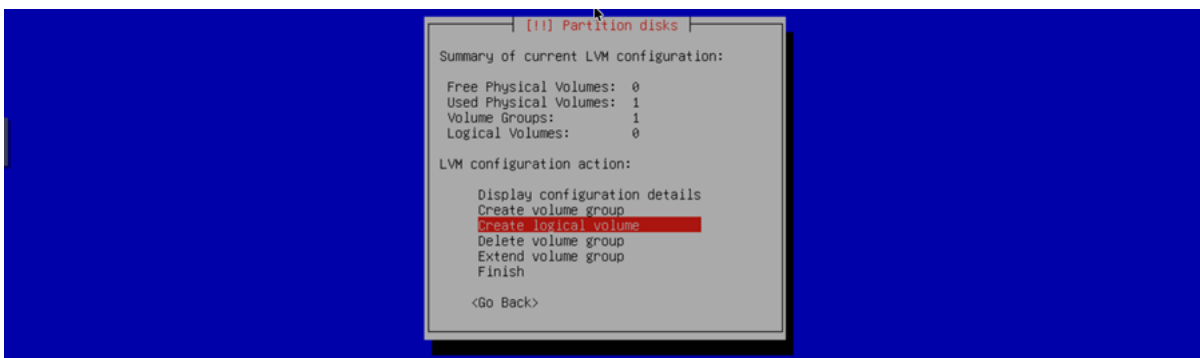 [!!] Partition disks
Summary of current LVM configuration:
Free Physical Volumes: 0
Used Physical Volumes: 1
Volume Groups: 1
Logical Volumes: 0
LVM configuration action:
Display configuration details
Create volume group
Create logical volume
Delete volume group
Extend volume group
Finish
<Go Back>